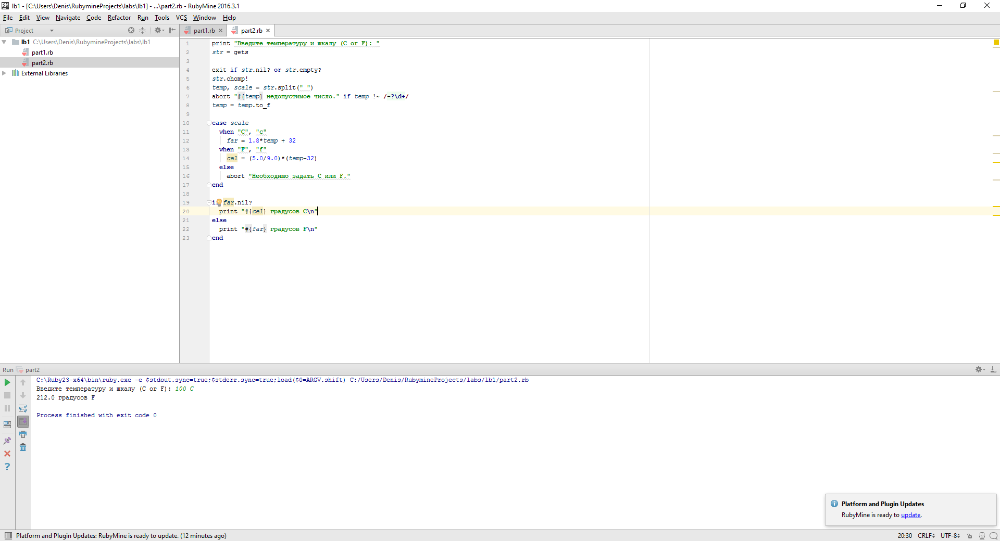 lb1 - [C:\Users\Denis\RubymineProjects\labs\lb1] - ...\part2.rb - RubyMine 2016.3.1
File Edit View Navigate Code Refactor Run Tools VCS Window Help
Project
part1.rb
part2.rb
lb1 C:\Users\Denis\RubymineProjects\labs\lb1
part1.rb
part2.rb
External Libraries
1 print "Введите температуру и шкалу (C or F): "
2 str = gets
3
4 exit if str.nil? or str.empty?
5 str.chomp!
6 temp, scale = str.split(" ")
7 abort "#{temp} недопустимое число." if temp !~ /-?\d+/
8 temp = temp.to_f
9
10 case scale
11 when "C", "c"
12 far = 1.8*temp + 32
13 when "F", "f"
14 cel = (5.0/9.0)*(temp-32)
15 else
16 abort "Необходимо задать C или F."
17 end
18
19 i far.nil?
20 print "#{cel} градусов C\n"
21 else
22 print "#{far} градусов F\n"
23 end
Run part2
C:\Ruby23-x64\bin\ruby.exe -e $stdout.sync=true;$stderr.sync=true;load($0=ARGV.shift) C:/Users/Denis/RubymineProjects/labs/lb1/part2.rb
Введите температуру и шкалу (C or F): 100 C
212.0 градусов F
Process finished with exit code 0
Platform and Plugin Updates
RubyMine is ready to update.
Platform and Plugin Updates: RubyMine is ready to update. (12 minutes ago)
20:30 CRLF UTF-8